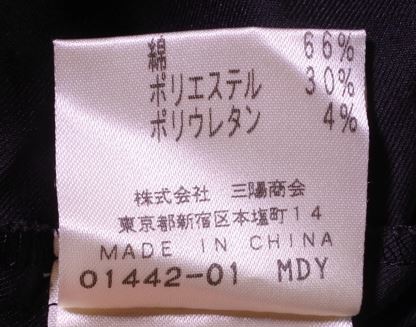 綿 66%
ポリエステル 30%
ポリウレタン 4%
株式会社 三陽商会
東京都新宿区本塩町14
MADE IN CHINA
01442-01 MDY